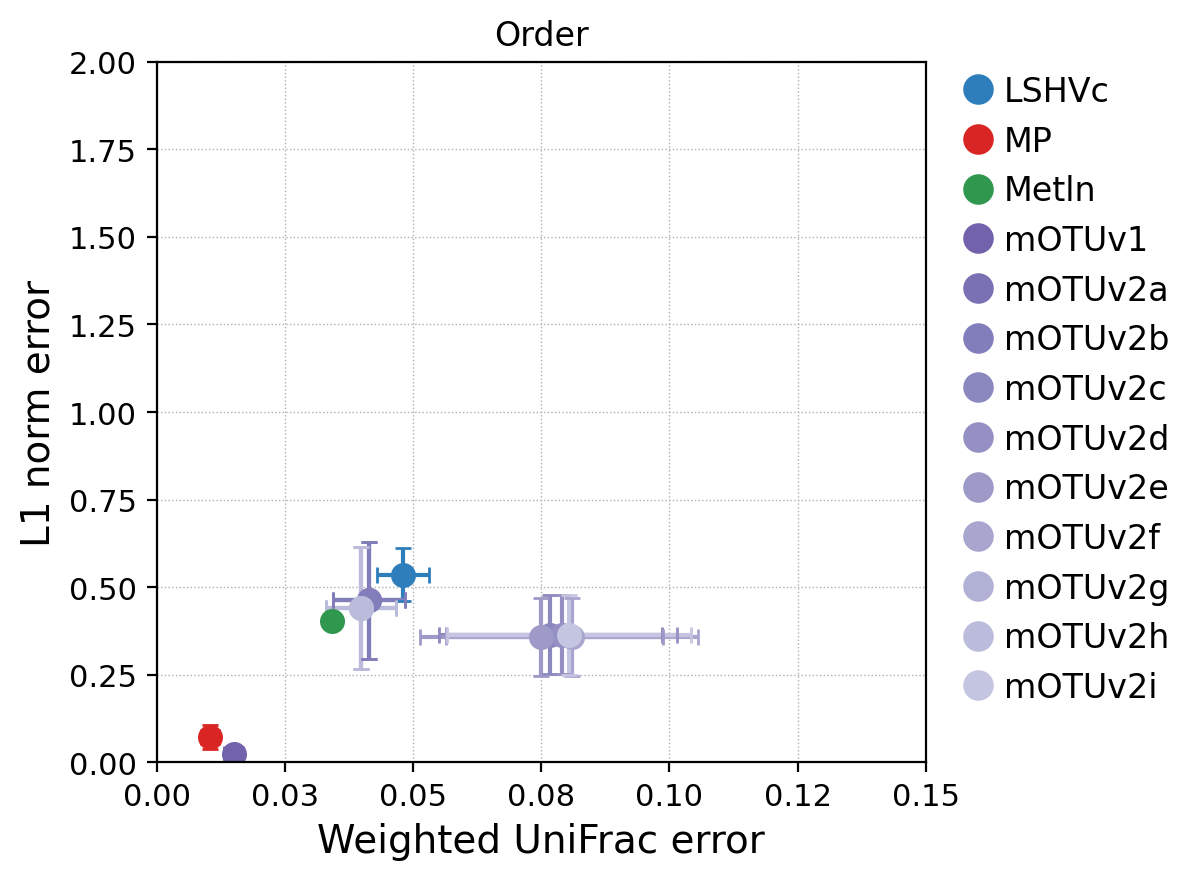 Order
2.00
1.75
1.50
1.25
1.00
0.75
0.50
0.25
0.00
L1 norm error
0.00 0.03 0.05 0.08 0.10 0.12 0.15
Weighted UniFrac error
LSHVc
MP
Metln
mOTUv1
mOTUv2a
mOTUv2b
mOTUv2c
mOTUv2d
mOTUv2e
mOTUv2f
mOTUv2g
mOTUv2h
mOTUv2i